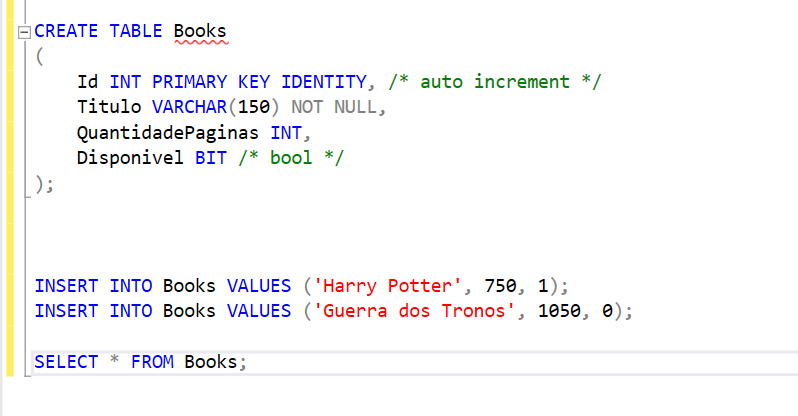 CREATE TABLE Books
(
    Id INT PRIMARY KEY IDENTITY, /* auto increment */
    Titulo VARCHAR(150) NOT NULL,
    QuantidadePaginas INT,
    Disponivel BIT /* bool */
);
INSERT INTO Books VALUES ('Harry Potter', 750, 1);
INSERT INTO Books VALUES ('Guerra dos Tronos', 1050, 0);
SELECT * FROM Books;